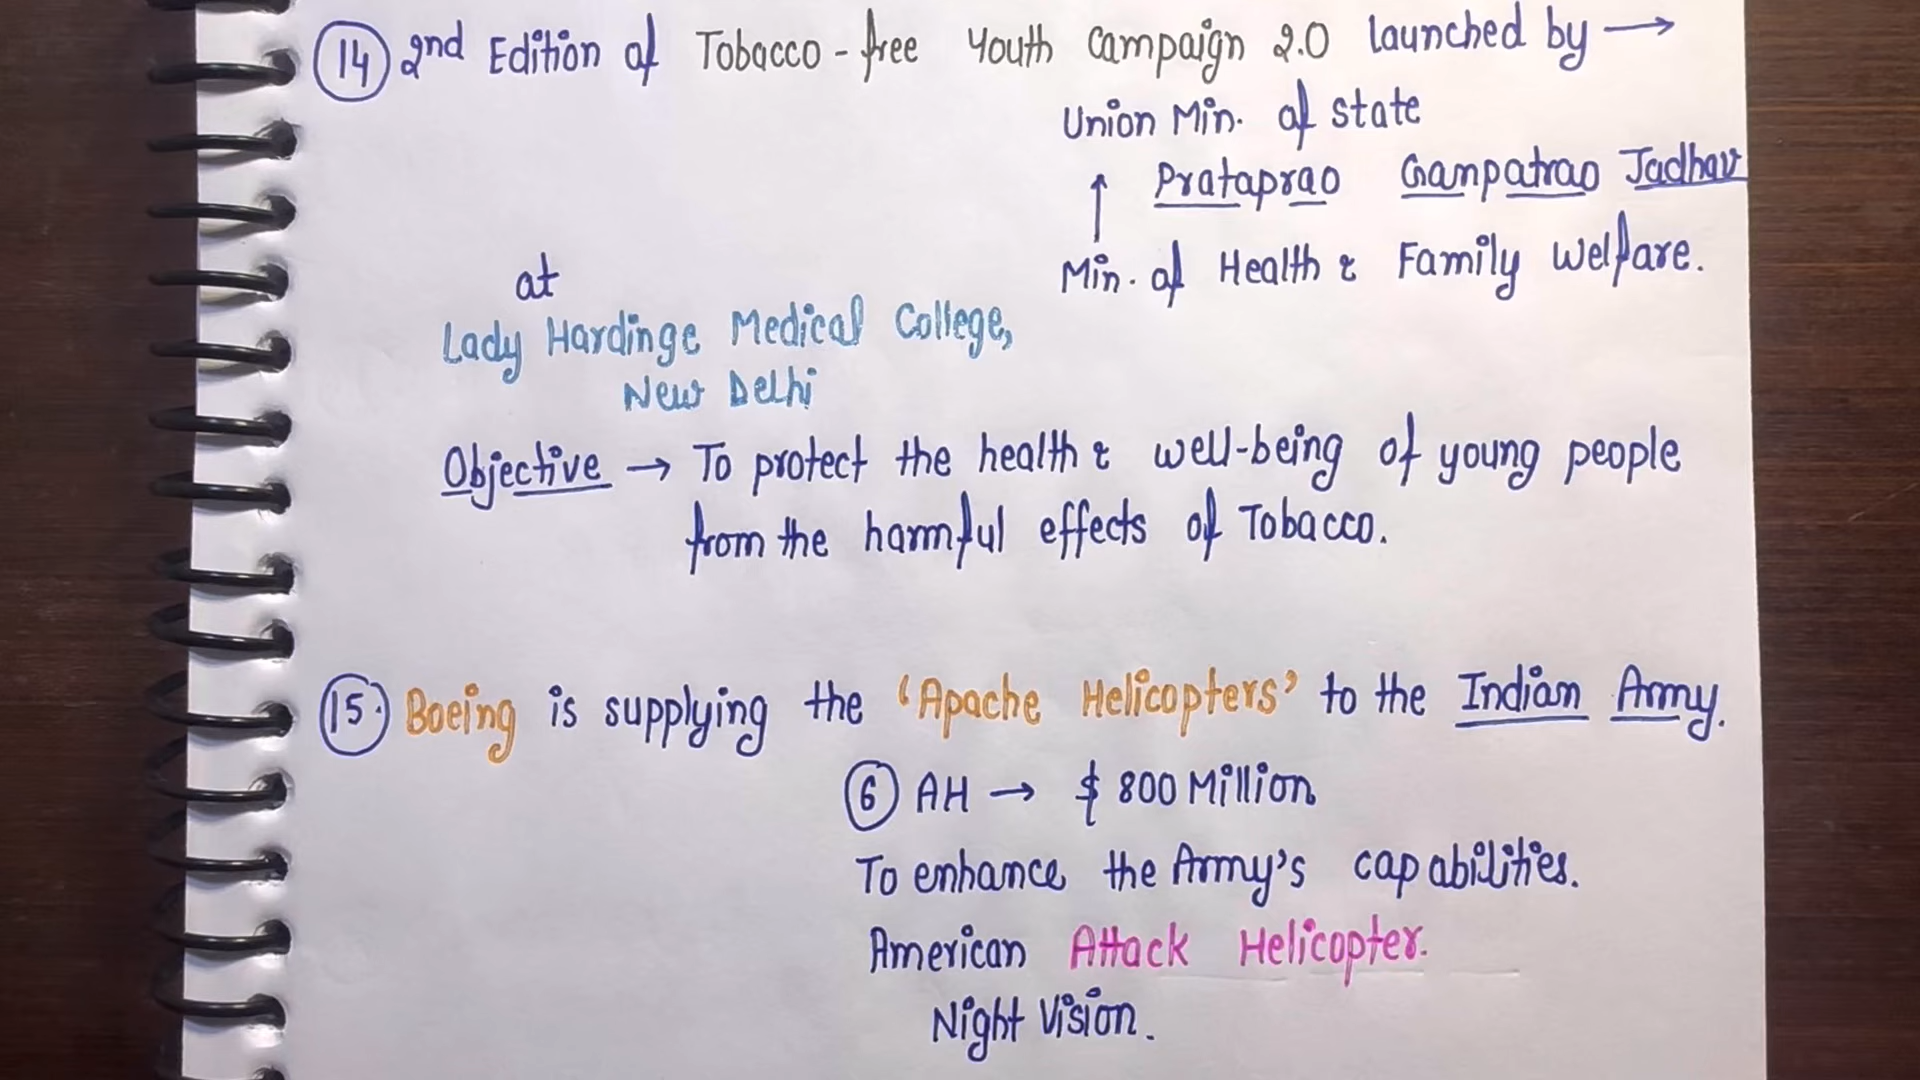 14 2nd Edition of Tobacco-free Youth Campaign 2.0 launched by →
Union Min. of state
↑ Prataprao Ganpatrao Jadhav
Min. of Health & Family Welfare.
at
Lady Hardinge Medical College,
New Delhi
Objective → To protect the health & well-being of young people
from the harmful effects of Tobacco.
15. Boeing is supplying the 'Apache Helicopters' to the Indian Army.
6 AH → $ 800 Million
To enhance the Army's capabilities.
American Attack Helicopter.
Night Vision.